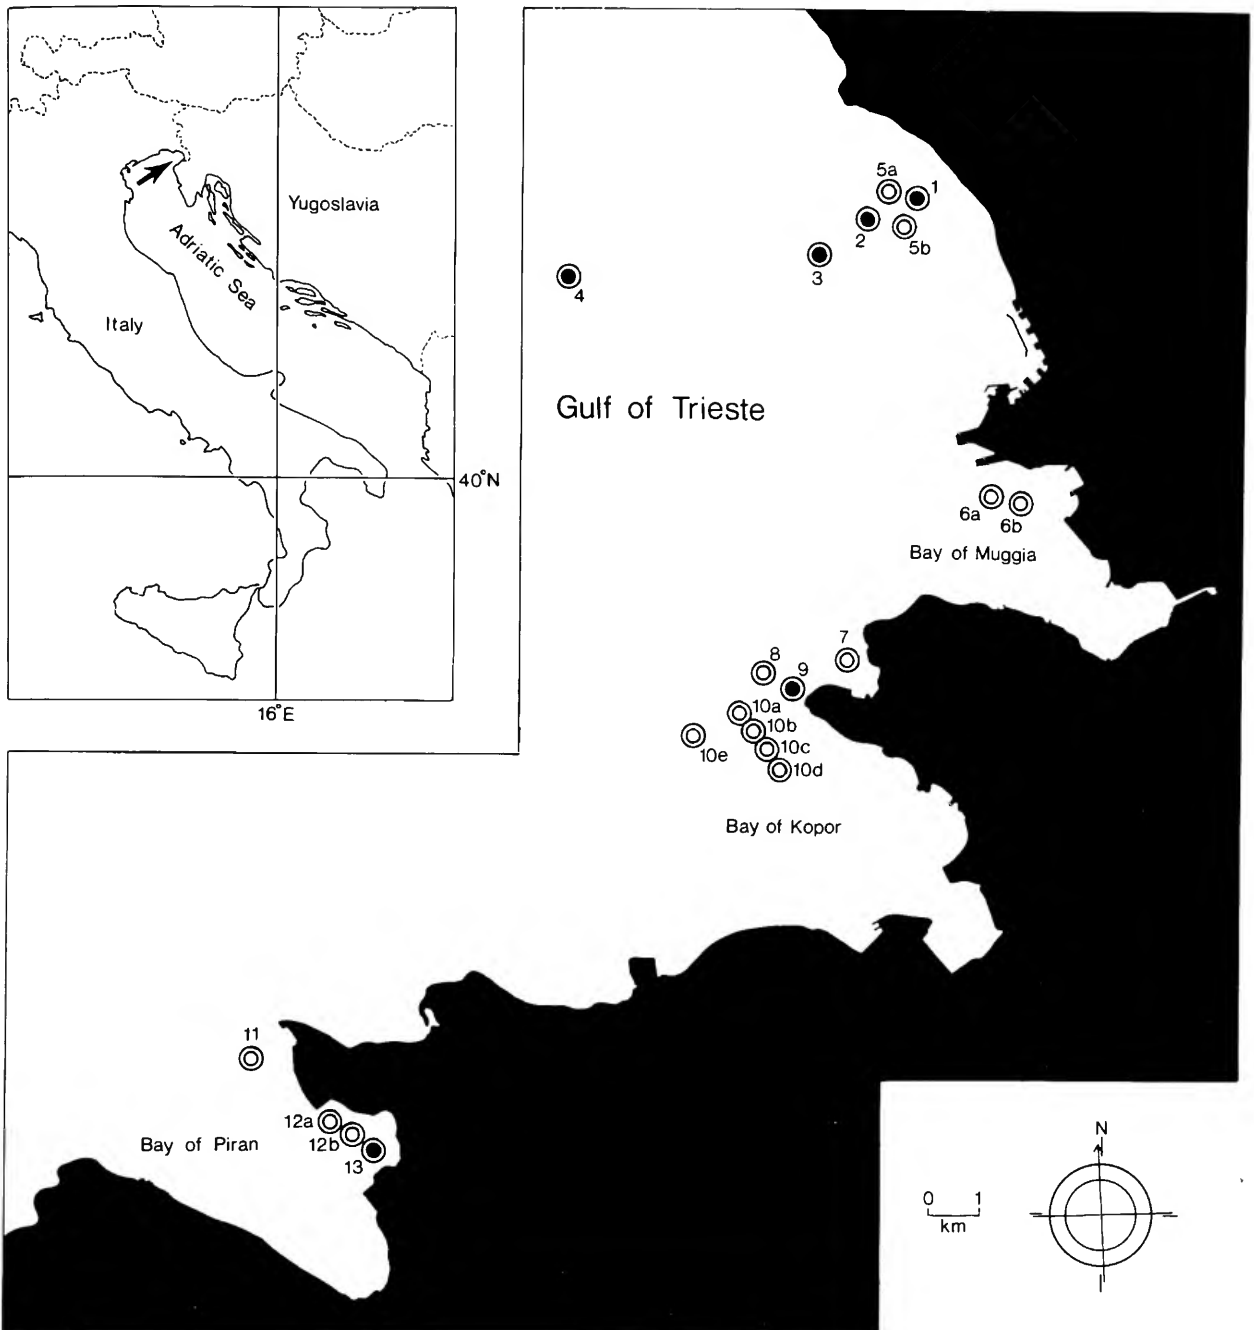 Yugoslavia
Adriatic Sea
Italy
40°N
16°E
5a
1
2
5b
3
4
Gulf of Trieste
6a
6b
Bay of Muggia
7
8
9
10a
10b
10c
10e
10d
Bay of Kopor
11
12a
12b
Bay of Piran
13
N
0 1
km